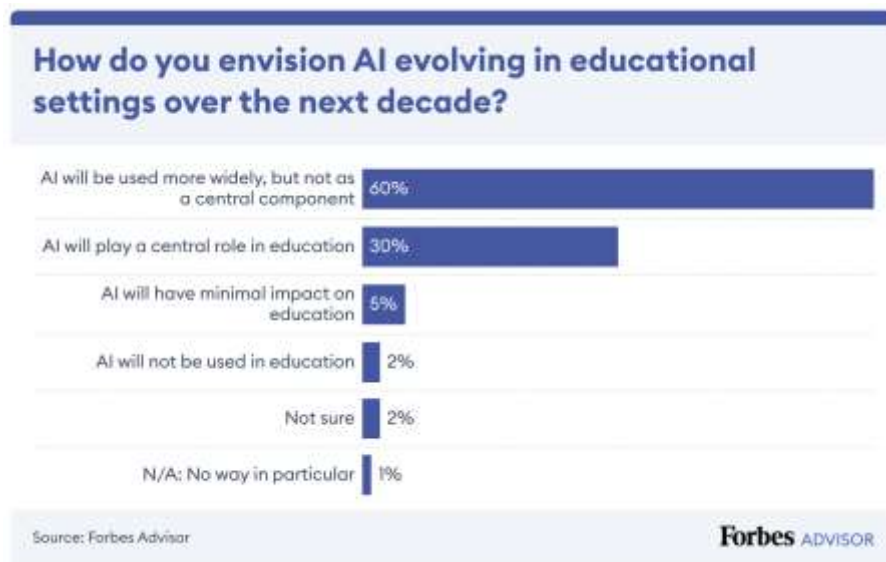 How do you envision AI evolving in educational
settings over the next decade?
AI will be used more widely, but not as
a central component
60%
AI will play a central role in education
30%
AI will have minimal impact on
education
5%
AI will not be used in education
2%
Not sure
2%
N/A: No way in particular
1%
Source: Forbes Advisor
Forbes ADVISOR